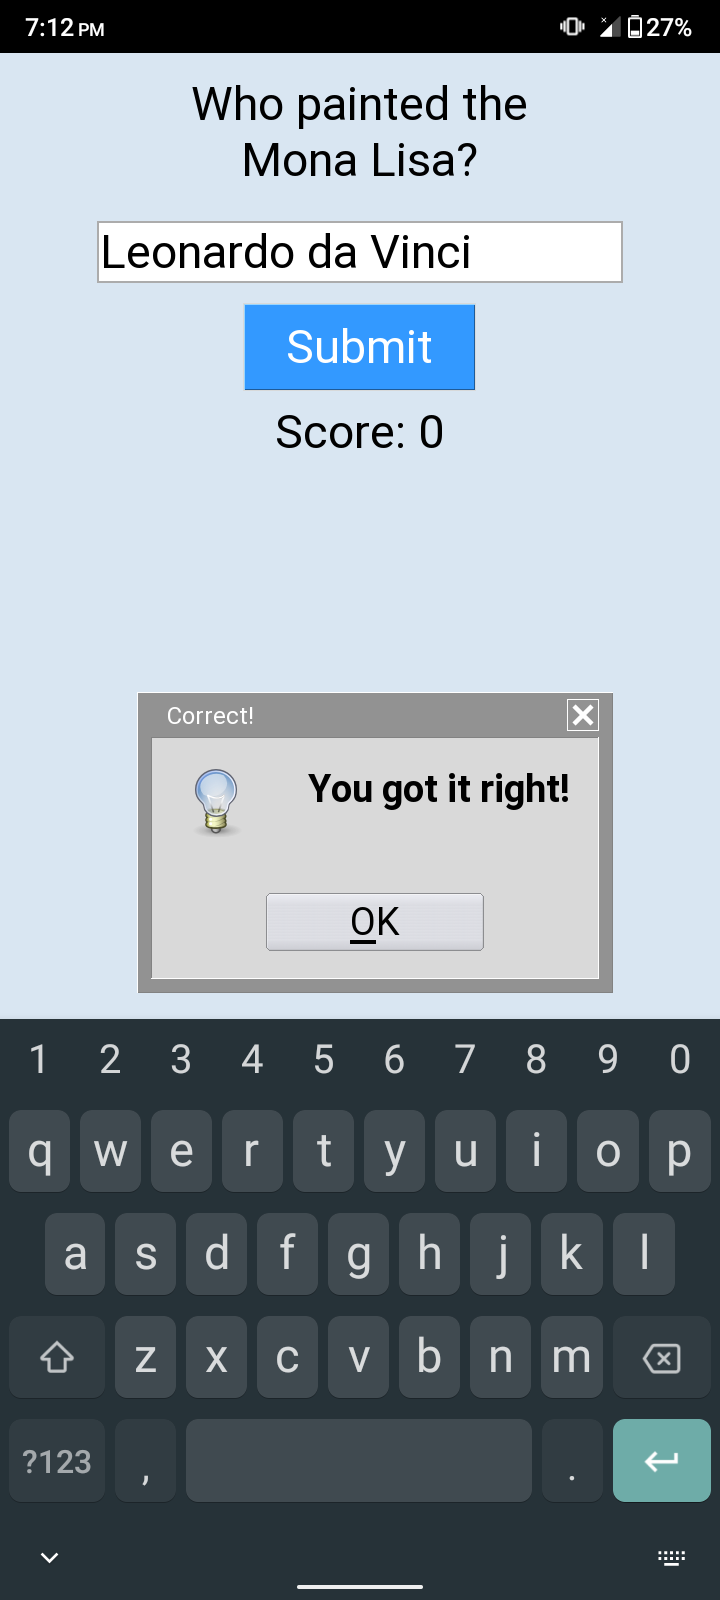 7:12 PM 27%
Who painted the
Mona Lisa?
Leonardo da Vinci
Submit
Score: 0
Correct!
You got it right!
OK
1 2 3 4 5 6 7 8 9 0
q w e r t y u i o p
a s d f g h j k l
z x c v b n m
?123 , .